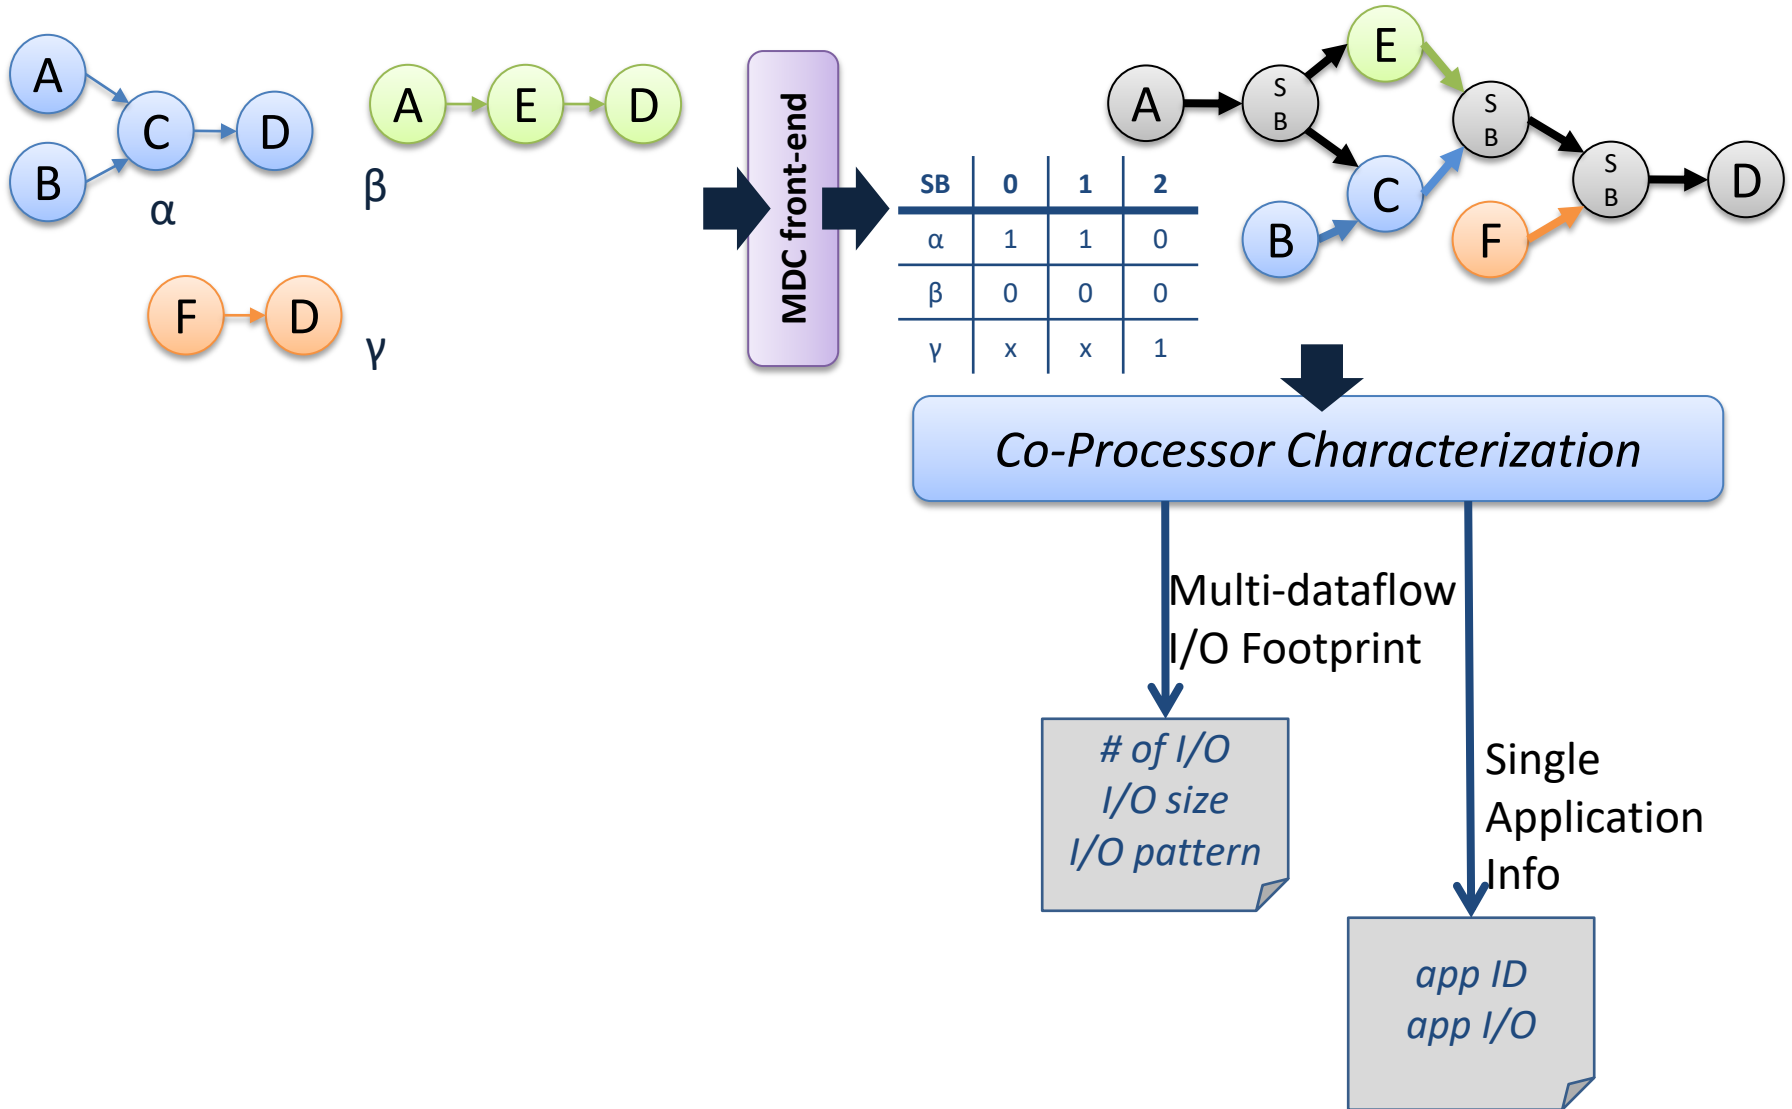 A
B
C
D
α
A
E
D
β
F
D
γ
MDC front-end
SB 0 1 2
α 1 1 0
β 0 0 0
γ x x 1
A
S
B
E
C
B
S
B
F
S
B
D
Co-Processor Characterization
Multi-dataflow
I/O Footprint
# of I/O
I/O size
I/O pattern
Single
Application
Info
app ID
app I/O